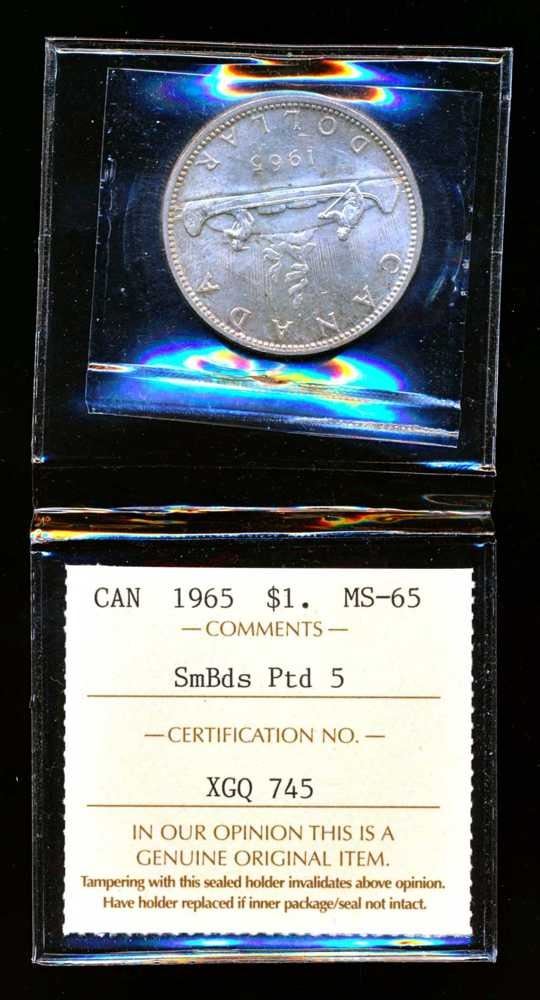 CANADA
1965
DOLLAR
CAN 1965 $1. MS-65
— COMMENTS —
SmBds Ptd 5
— CERTIFICATION NO. —
XGQ 745
IN OUR OPINION THIS IS A
GENUINE ORIGINAL ITEM.
Tampering with this sealed holder invalidates above opinion.
Have holder replaced if inner package/seal not intact.